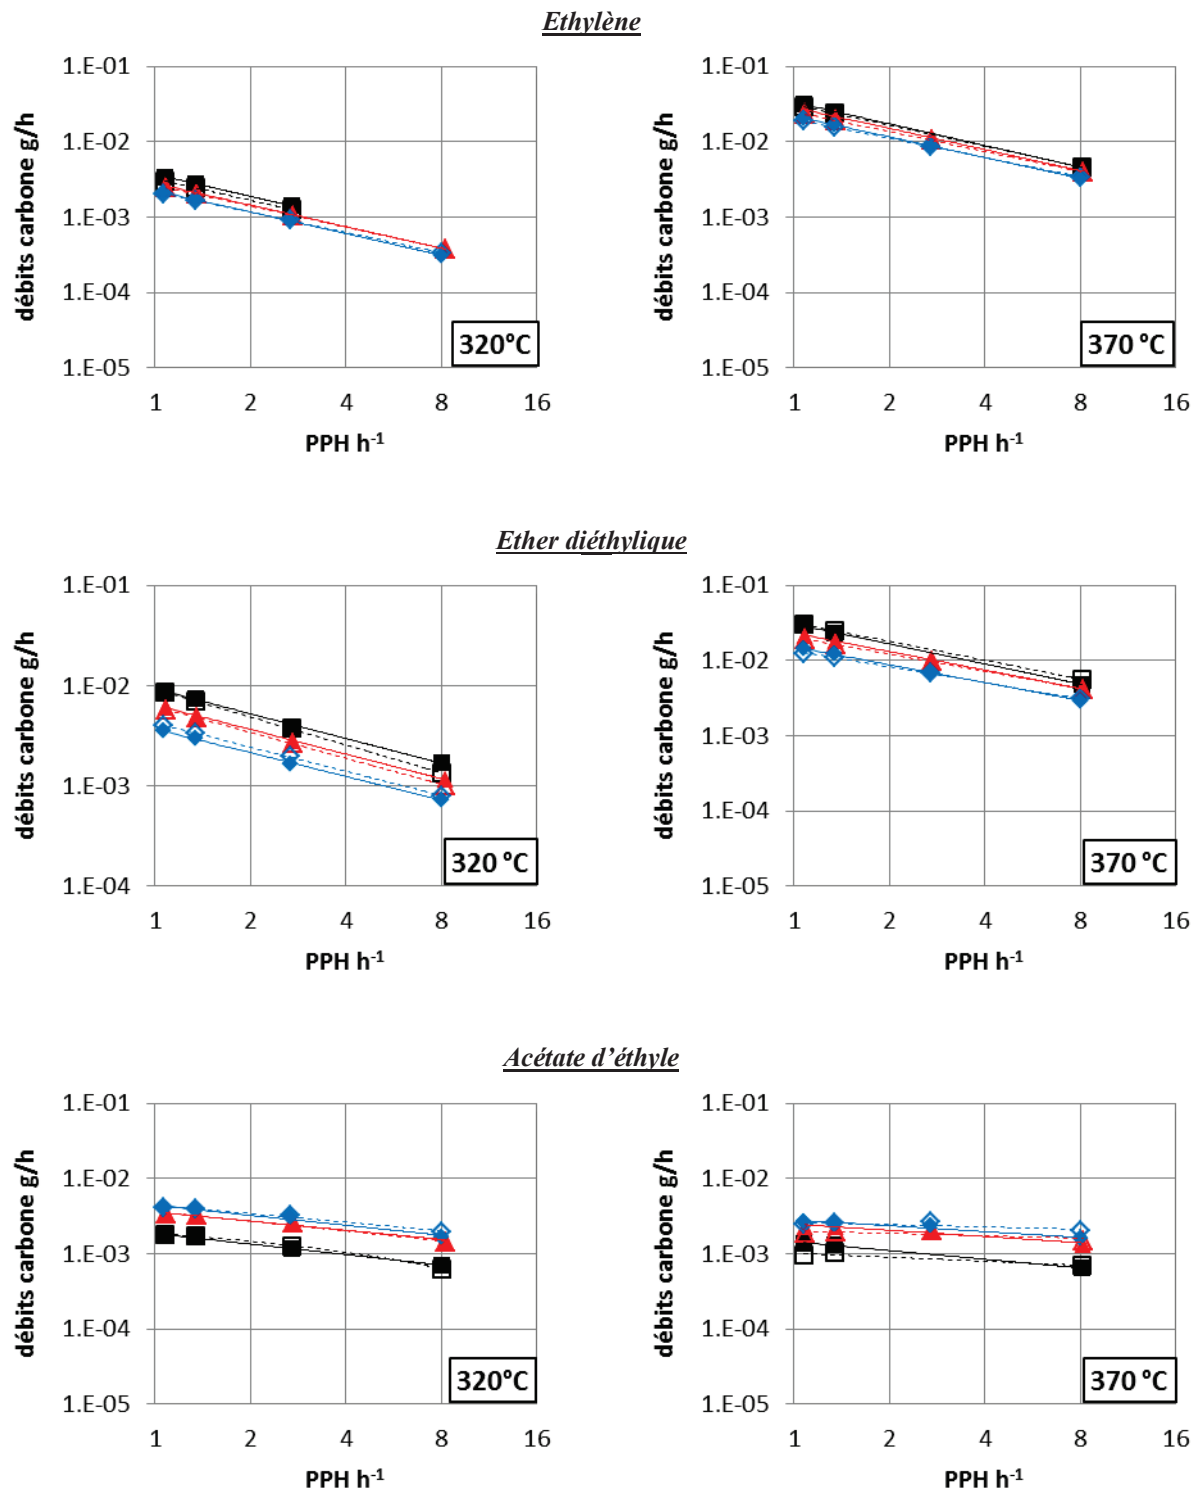 Ethylène
1.E-01
1.E-02
1.E-03
1.E-04
1.E-05
débits carbone g/h
320°C
1 2 4 8 16
PPH h-1
1.E-01
1.E-02
1.E-03
1.E-04
1.E-05
débits carbone g/h
370 °C
1 2 4 8 16
PPH h-1
Ether diéthylique
1.E-01
1.E-02
1.E-03
1.E-04
débits carbone g/h
320 °C
1 2 4 8 16
PPH h-1
1.E-01
1.E-02
1.E-03
1.E-04
1.E-05
débits carbone g/h
370 °C
1 2 4 8 16
PPH h-1
Acétate d’éthyle
1.E-01
1.E-02
1.E-03
1.E-04
1.E-05
débits carbone g/h
320°C
1 2 4 8 16
PPH h-1
1.E-01
1.E-02
1.E-03
1.E-04
1.E-05
débits carbone g/h
370 °C
1 2 4 8 16
PPH h-1